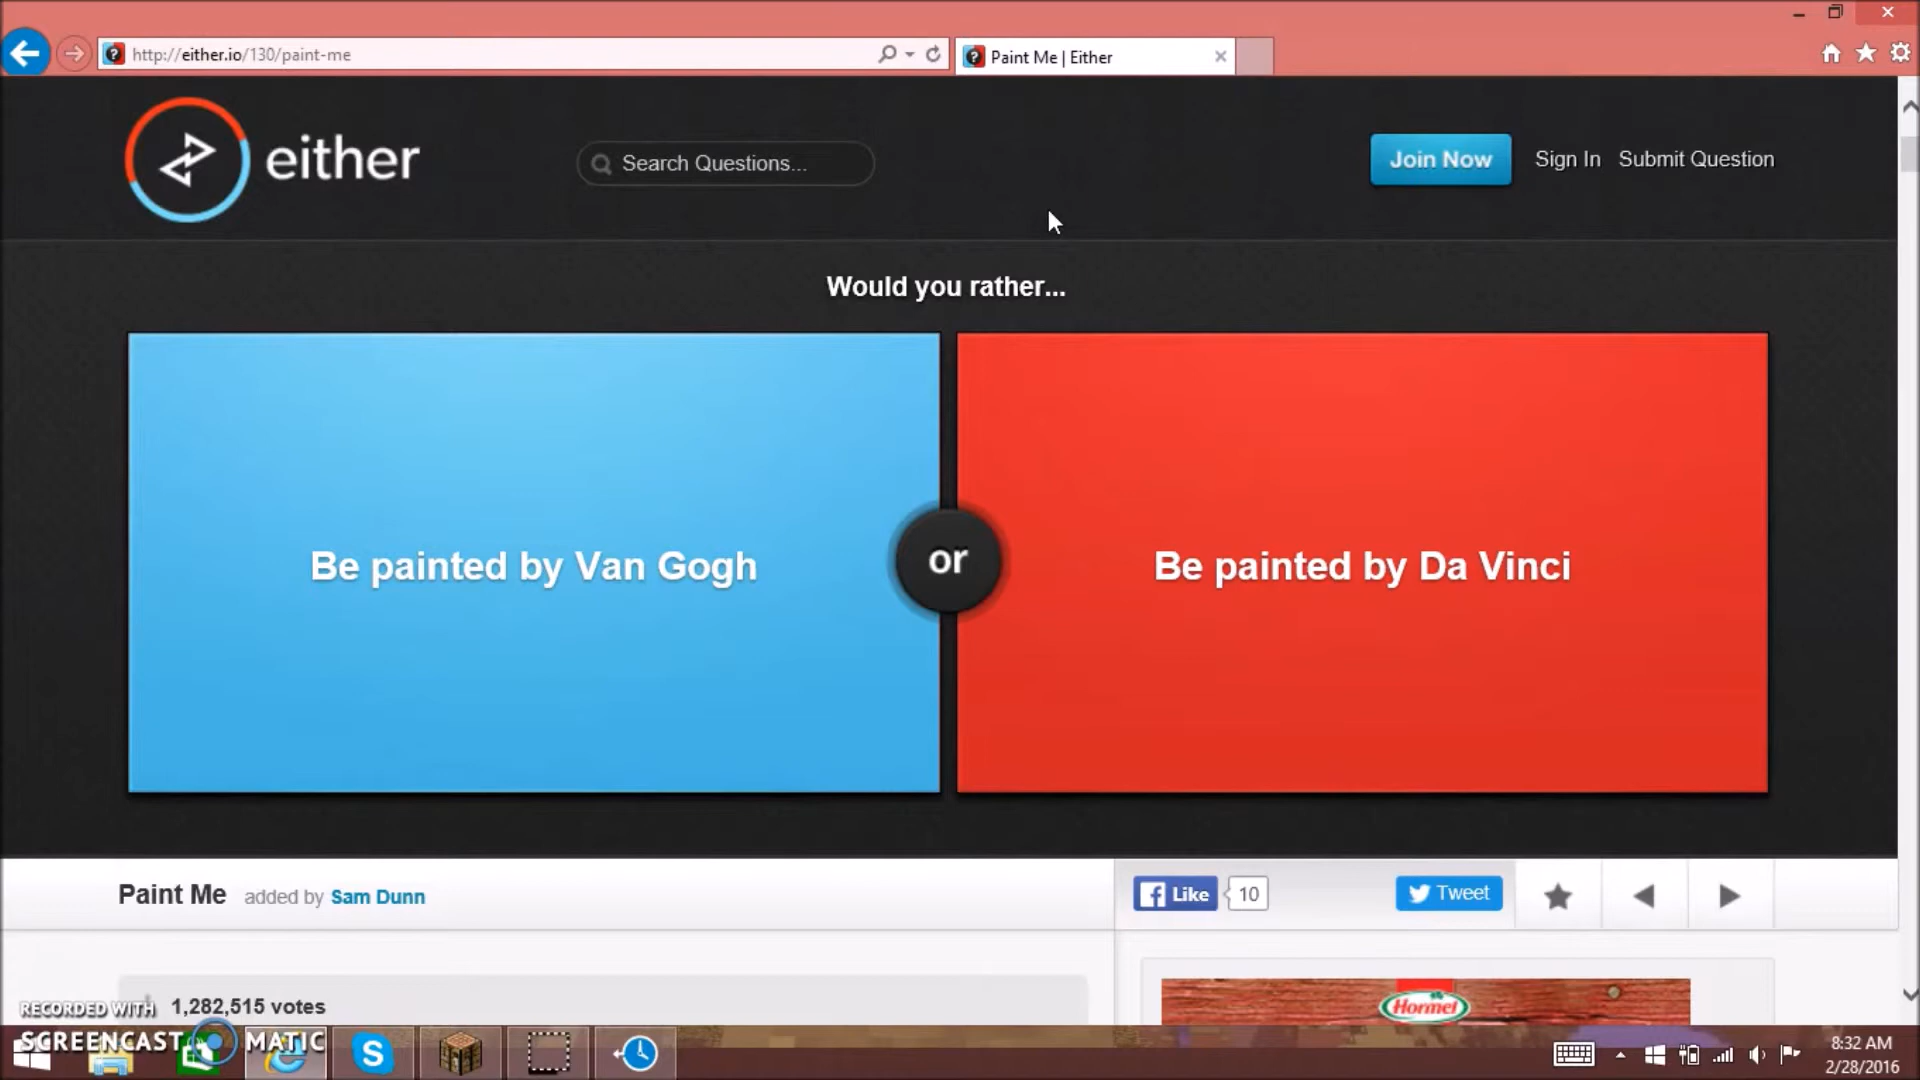 http://either.io/130/paint-me
Paint Me | Either
either
Search Questions...
Join Now
Sign In
Submit Question
Would you rather...
Be painted by Van Gogh
or
Be painted by Da Vinci
Paint Me added by Sam Dunn
Like
10
Tweet
1,282,515 votes
Hormel
RECORDED WITH
SCREENCAST MATIC
8:32 AM
2/28/2016